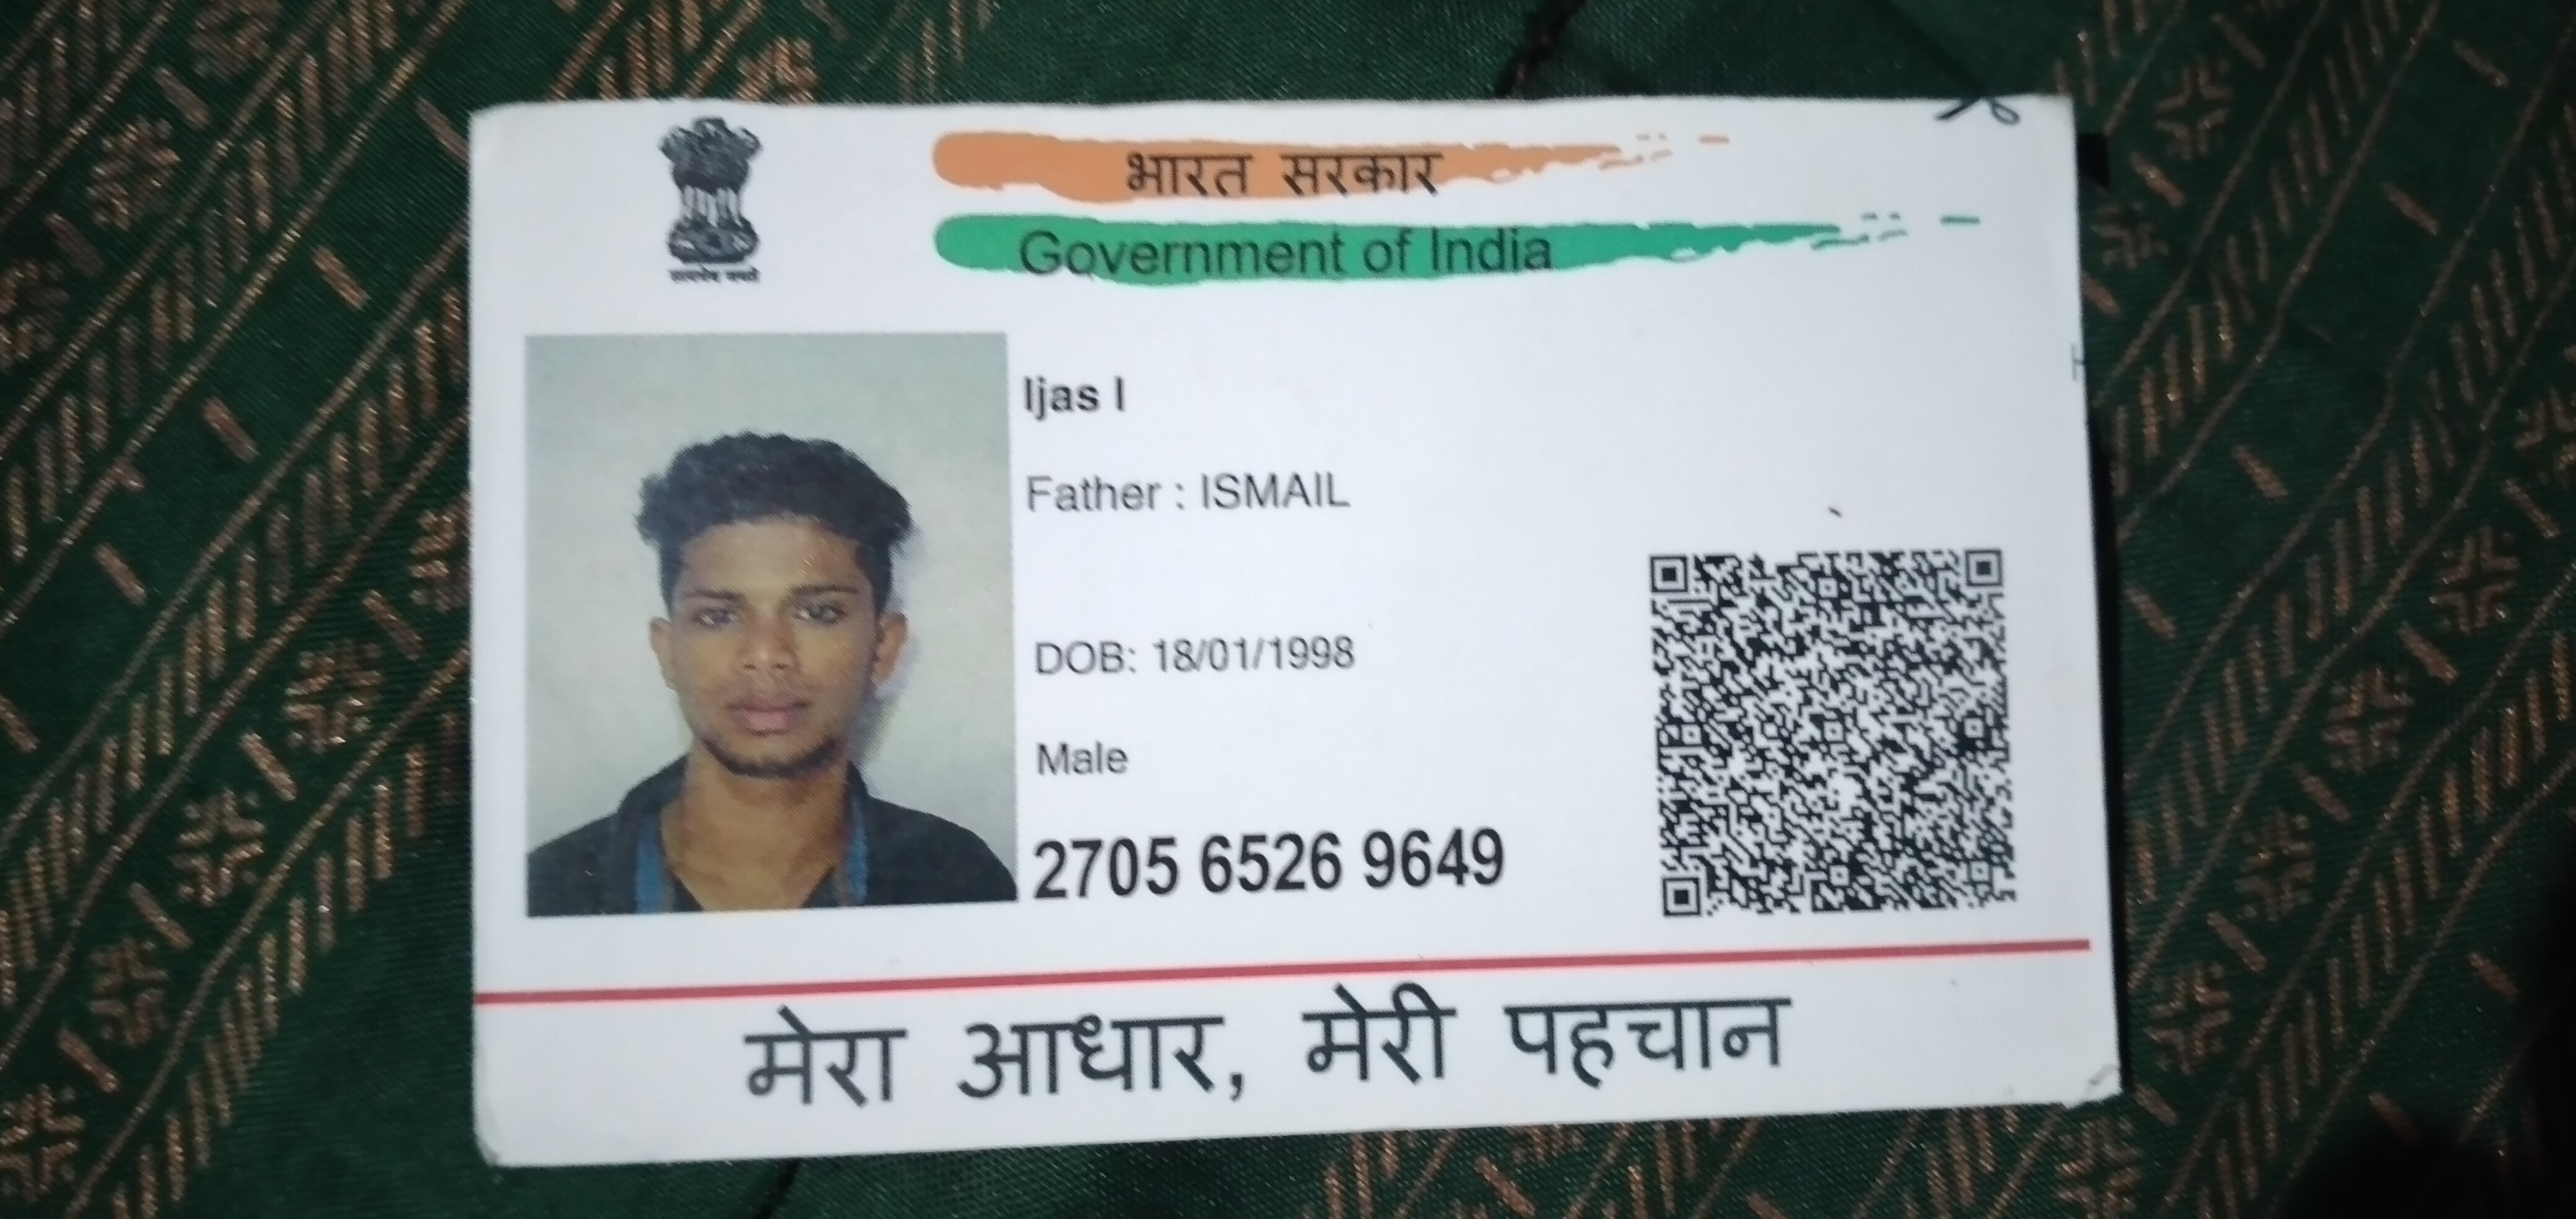 भारत सरकार
Government of India
Ijas I
Father : ISMAIL
DOB: 18/01/1998
Male
2705 6526 9649
मेरा आधार, मेरी पहचान